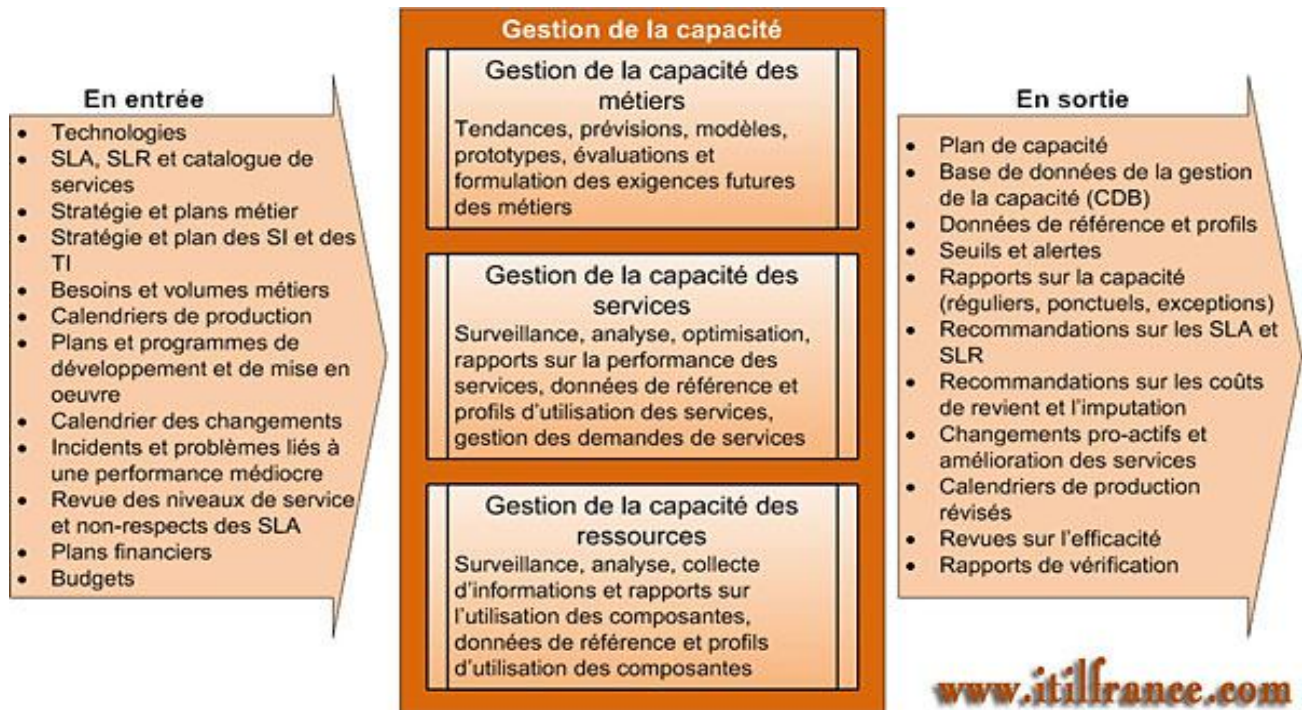 En entrée
• Technologies
• SLA, SLR et catalogue de
services
• Stratégie et plans métier
• Stratégie et plan des SI et des
TI
• Besoins et volumes métiers
• Calendriers de production
• Plans et programmes de
développement et de mise en
oeuvre
• Calendrier des changements
• Incidents et problèmes liés à
une performance médiocre
• Revue des niveaux de service
et non-respects des SLA
• Plans financiers
• Budgets
Gestion de la capacité
Gestion de la capacité des
métiers
Tendances, prévisions, modèles,
prototypes, évaluations et
formulation des exigences futures
des métiers
Gestion de la capacité des
services
Surveillance, analyse, optimisation,
rapports sur la performance des
services, données de référence et
profils d'utilisation des services,
gestion des demandes de services
Gestion de la capacité des
ressources
Surveillance, analyse, collecte
d'informations et rapports sur
l'utilisation des composantes,
données de référence et profils
d'utilisation des composantes
En sortie
• Plan de capacité
• Base de données de la gestion
de la capacité (CDB)
• Données de référence et profils
• Seuils et alertes
• Rapports sur la capacité
(réguliers, ponctuels, exceptions)
• Recommandations sur les SLA et
SLR
• Recommandations sur les coûts
de revient et l'imputation
• Changements pro-actifs et
amélioration des services
• Calendriers de production
révisés
• Revues sur l'efficacité
• Rapports de vérification
www.itilfrance.com